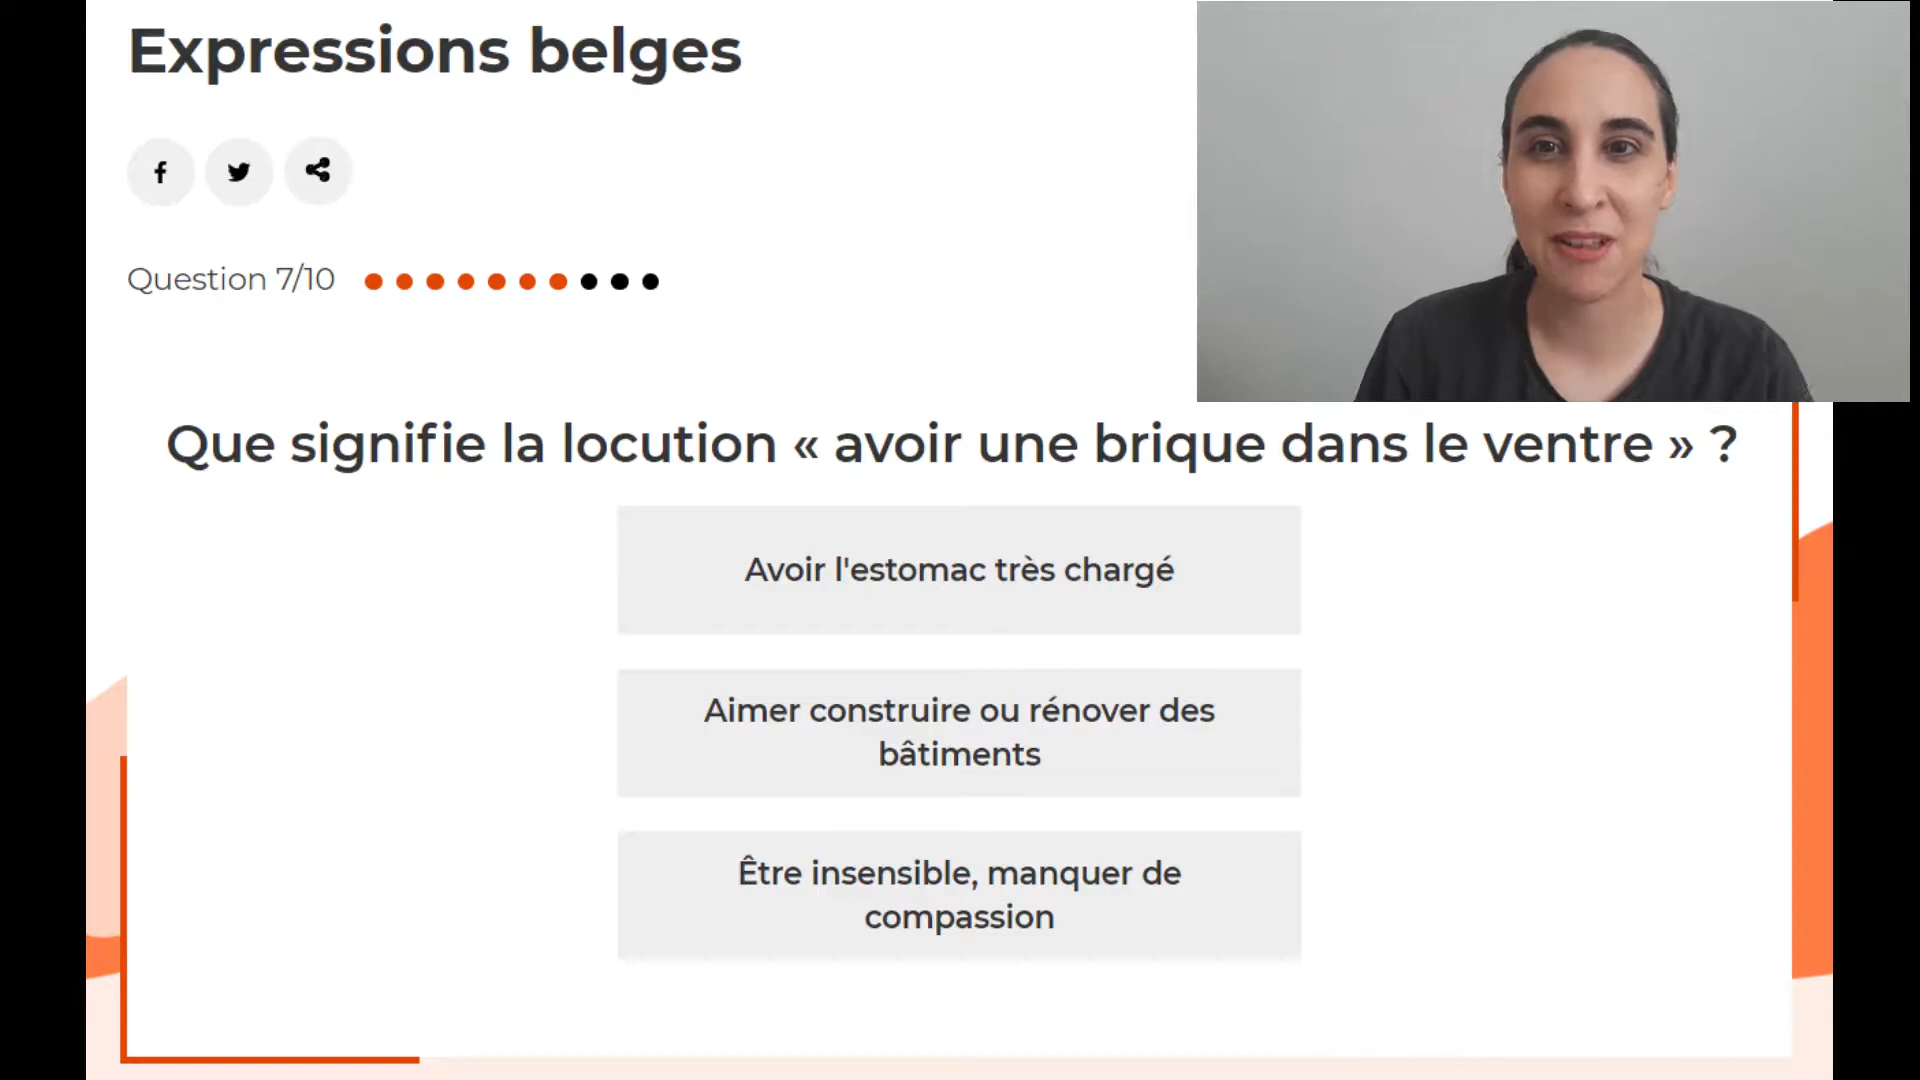 Expressions belges
Question 7/10
Que signifie la locution « avoir une brique dans le ventre » ?
Avoir l'estomac très chargé
Aimer construire ou rénover des
bâtiments
Être insensible, manquer de
compassion